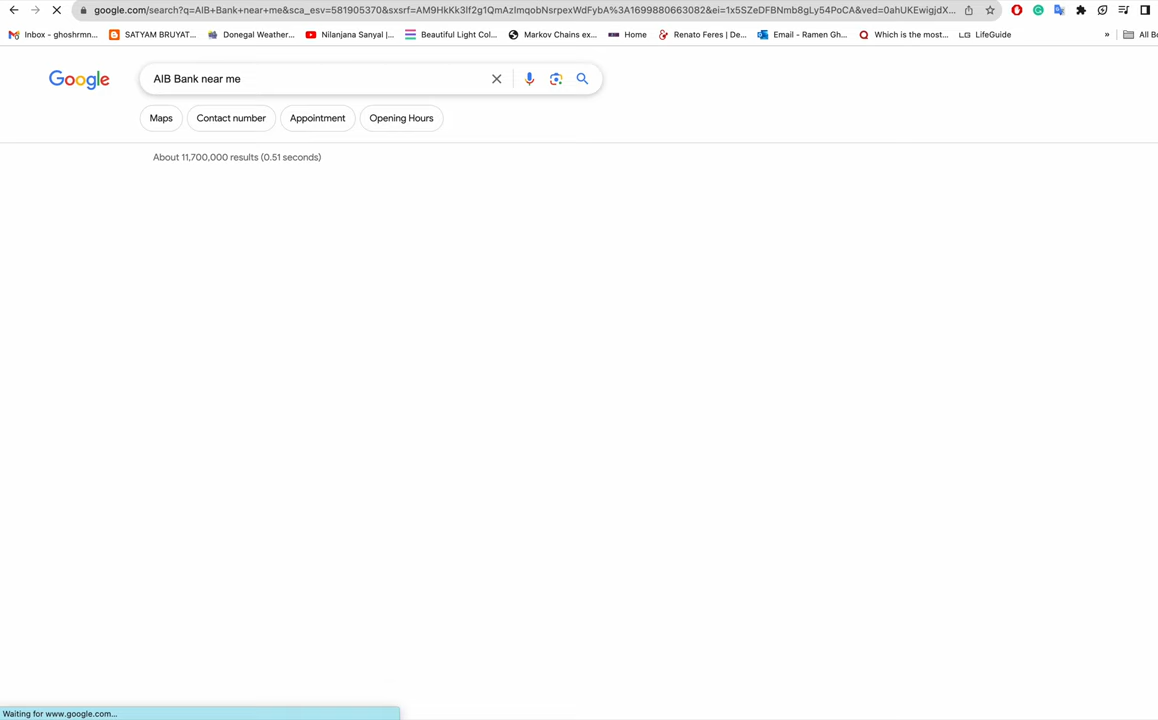 google.com/search?q=AIB+Bank+near+me&sca_esv=581905370&sxsrf=AM9HkKk3lf2g1QmAzImqobNsrpexWdFybA%3A1699880663082&ei=1x5SZeDFBNmb8gLy54PoCA&ved=0ahUKEwigjdX...
Inbox - ghoshrmn... SATYAM BRUYAT... Donegal Weather... Nilanjana Sanyal |... Beautiful Light Col... Markov Chains ex... Home Renato Feres | De... Email - Ramen Gh... Which is the most... LG LifeGuide » All Bo
Google AIB Bank near me
Maps Contact number Appointment Opening Hours
About 11,700,000 results (0.51 seconds)
Waiting for www.google.com...